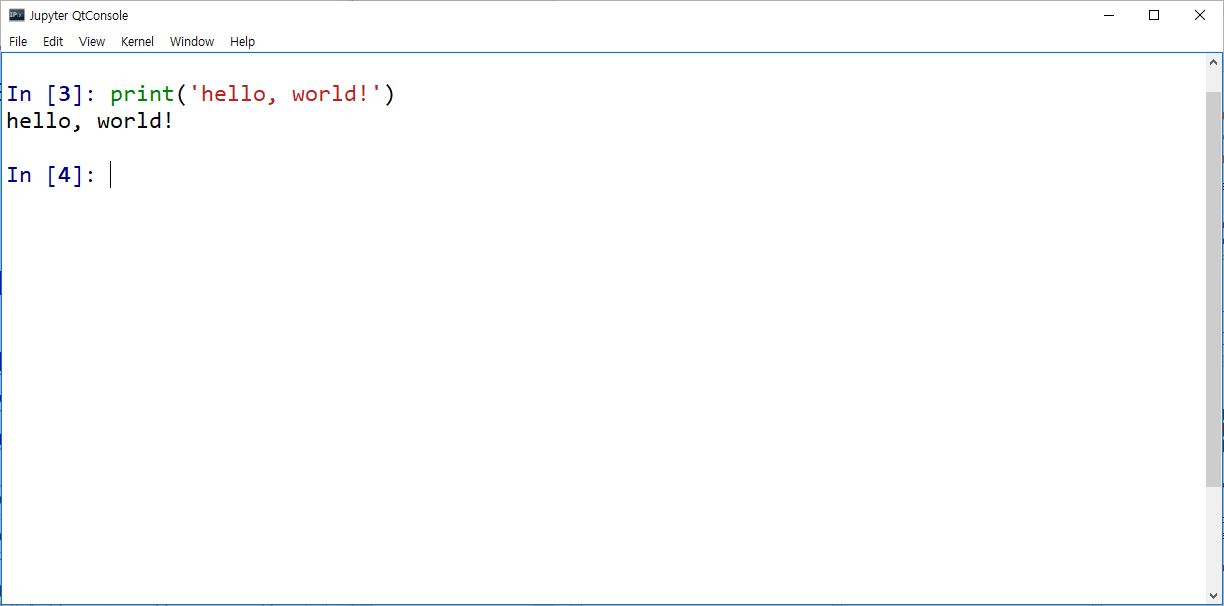 Jupyter QtConsole
File Edit View Kernel Window Help
In [3]: print('hello, world!')
hello, world!
In [4]: